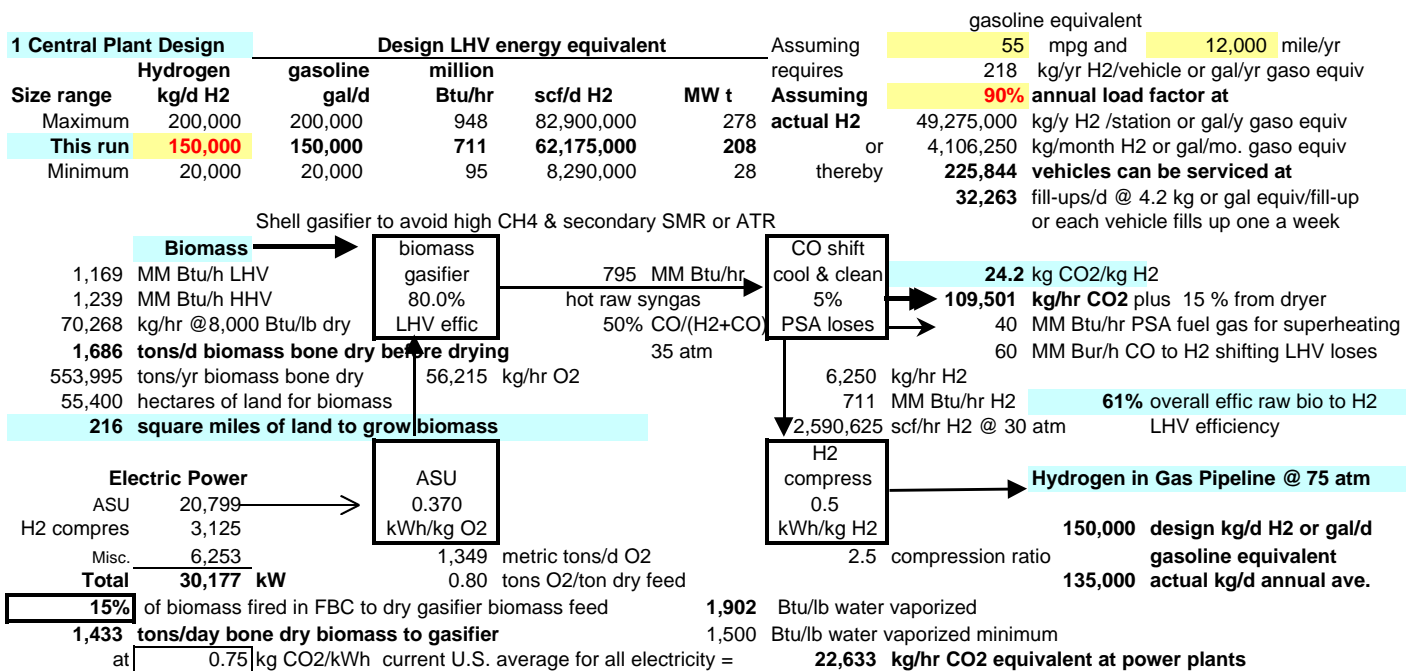 gasoline equivalent
1 Central Plant Design Design LHV energy equivalent Assuming 55 mpg and 12,000 mile/yr
Hydrogen gasoline million requires 218 kg/yr H2/vehicle or gal/yr gaso equiv
Size range kg/d H2 gal/d Btu/hr scf/d H2 MW t Assuming 90% annual load factor at
Maximum 200,000 200,000 948 82,900,000 278 actual H2 49,275,000 kg/y H2 /station or gal/y gaso equiv
This run 150,000 150,000 711 62,175,000 208 or 4,106,250 kg/month H2 or gal/mo. gaso equiv
Minimum 20,000 20,000 95 8,290,000 28 thereby 225,844 vehicles can be serviced at
32,263 fill-ups/d @ 4.2 kg or gal equiv/fill-up
Shell gasifier to avoid high CH4 & secondary SMR or ATR or each vehicle fills up one a week
Biomass biomass CO shift
1,169 MM Btu/h LHV gasifier 795 MM Btu/hr cool & clean 24.2 kg CO2/kg H2
1,239 MM Btu/h HHV 80.0% hot raw syngas 5% 109,501 kg/hr CO2 plus 15 % from dryer
70,268 kg/hr @8,000 Btu/lb dry LHV effic 50% CO/(H2+CO) PSA loses 40 MM Btu/hr PSA fuel gas for superheating
1,686 tons/d biomass bone dry before drying 35 atm 60 MM Bur/h CO to H2 shifting LHV loses
553,995 tons/yr biomass bone dry 56,215 kg/hr O2 6,250 kg/hr H2
55,400 hectares of land for biomass 711 MM Btu/hr H2 61% overall effic raw bio to H2
216 square miles of land to grow biomass 2,590,625 scf/hr H2 @ 30 atm LHV efficiency
H2
Electric Power ASU compress Hydrogen in Gas Pipeline @ 75 atm
ASU 20,799 0.370 0.5
H2 compres 3,125 kWh/kg O2 kWh/kg H2 150,000 design kg/d H2 or gal/d
Misc. 6,253 1,349 metric tons/d O2 2.5 compression ratio gasoline equivalent
Total 30,177 kW 0.80 tons O2/ton dry feed 135,000 actual kg/d annual ave.
15% of biomass fired in FBC to dry gasifier biomass feed 1,902 Btu/lb water vaporized
1,433 tons/day bone dry biomass to gasifier 1,500 Btu/lb water vaporized minimum
at 0.75 kg CO2/kWh current U.S. average for all electricity = 22,633 kg/hr CO2 equivalent at power plants